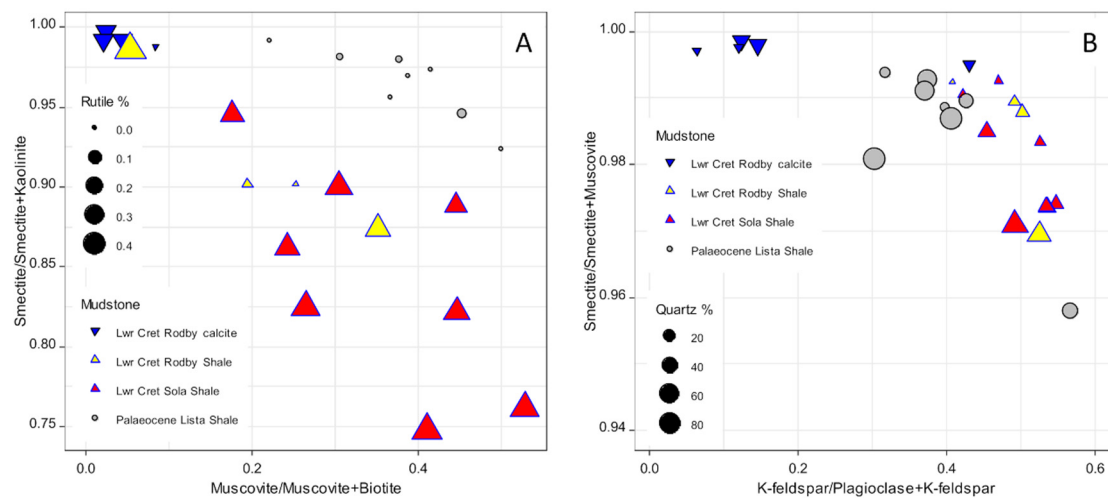 A
1.00
0.95
0.90
0.85
0.80
0.75
Smectite/Smectite+Kaolinite
Rutile %
0.0
0.1
0.2
0.3
0.4
Mudstone
Lwr Cret Rodby calcite
Lwr Cret Rodby Shale
Lwr Cret Sola Shale
Palaeocene Lista Shale
0.0
0.2
0.4
Muscovite/Muscovite+Biotite
B
1.00
0.98
0.96
0.94
Smectite/Smectite+Muscovite
Mudstone
Lwr Cret Rodby calcite
Lwr Cret Rodby Shale
Lwr Cret Sola Shale
Palaeocene Lista Shale
Quartz %
20
40
60
80
0.0
0.2
0.4
0.6
K-feldspar/Plagioclase+K-feldspar